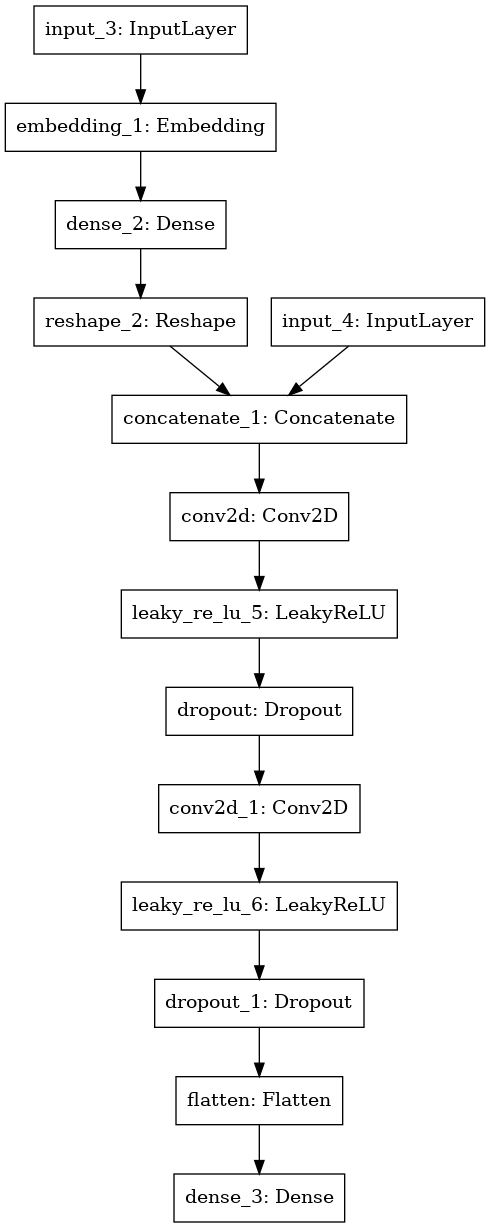 input_3: InputLayer
embedding_1: Embedding
dense_2: Dense
reshape_2: Reshape
input_4: InputLayer
concatenate_1: Concatenate
conv2d: Conv2D
leaky_re_lu_5: LeakyReLU
dropout: Dropout
conv2d_1: Conv2D
leaky_re_lu_6: LeakyReLU
dropout_1: Dropout
flatten: Flatten
dense_3: Dense